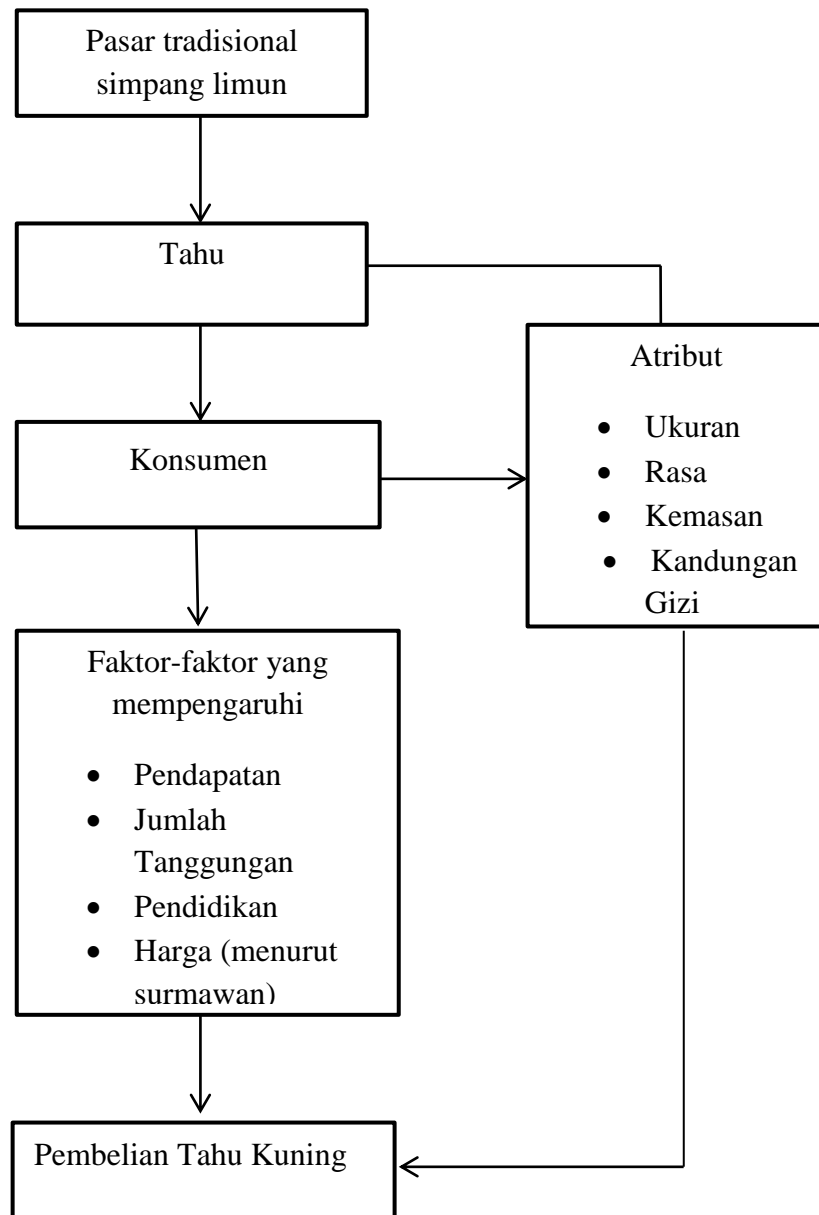 Pasar tradisional
simpang limun
Tahu
Konsumen
Atribut
• Ukuran
• Rasa
• Kemasan
• Kandungan
Gizi
Faktor-faktor yang
mempengaruhi
• Pendapatan
• Jumlah
Tanggungan
• Pendidikan
• Harga (menurut
surmawan)
Pembelian Tahu Kuning